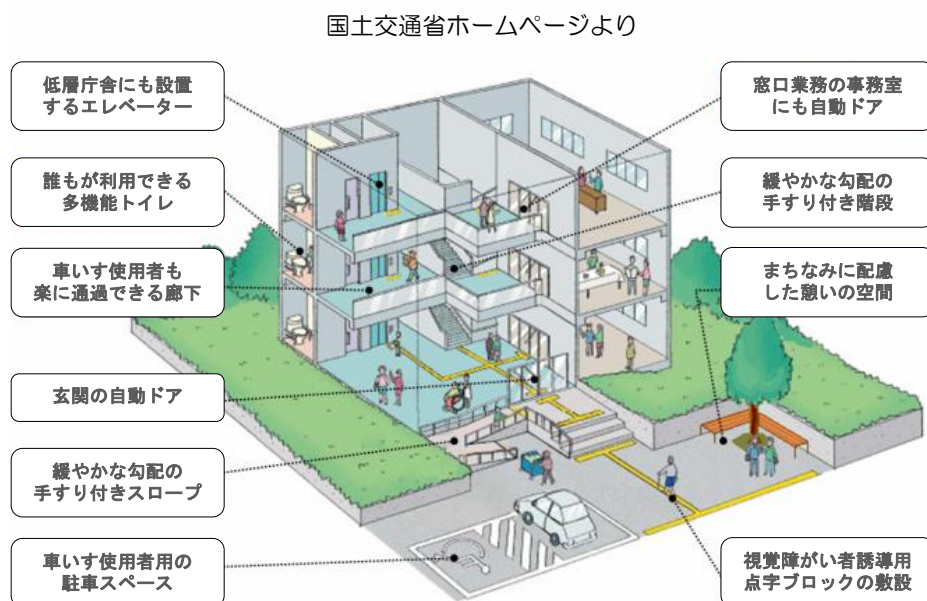 国土交通省ホームページより
低層庁舎にも設置
するエレベーター
誰もが利用できる
多機能トイレ
車いす使用者も
楽に通過できる廊下
玄関の自動ドア
緩やかな勾配の
手すり付きスロープ
車いす使用者用の
駐車スペース
窓口業務の事務室
にも自動ドア
緩やかな勾配の
手すり付き階段
まちなみに配慮
した憩いの空間
視覚障がい者誘導用
点字ブロックの敷設